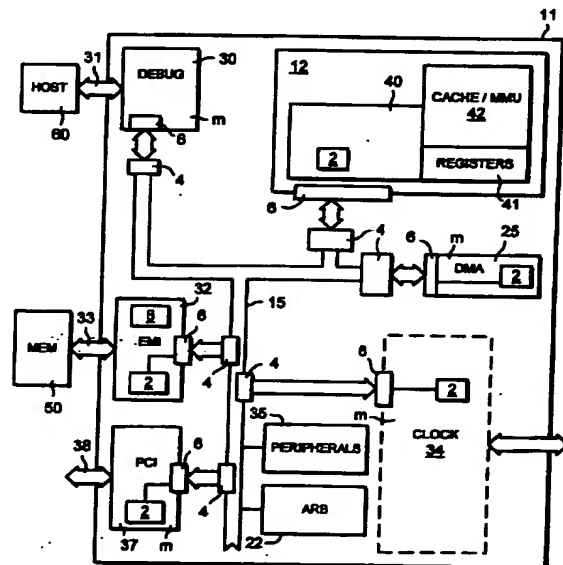 11
31
30
HOST
DEBUG
12
40
CACHE / MMU
42
60
6
m
2
REGISTERS
4
6
41
4
4
6
m
25
DMA
2
32
15
33
8
6
EMI
MEM
2
4
4
6
50
35
2
m
38
PERIPHERALS
PCI
6
CLOCK
34
2
4
ARB
37
m
22